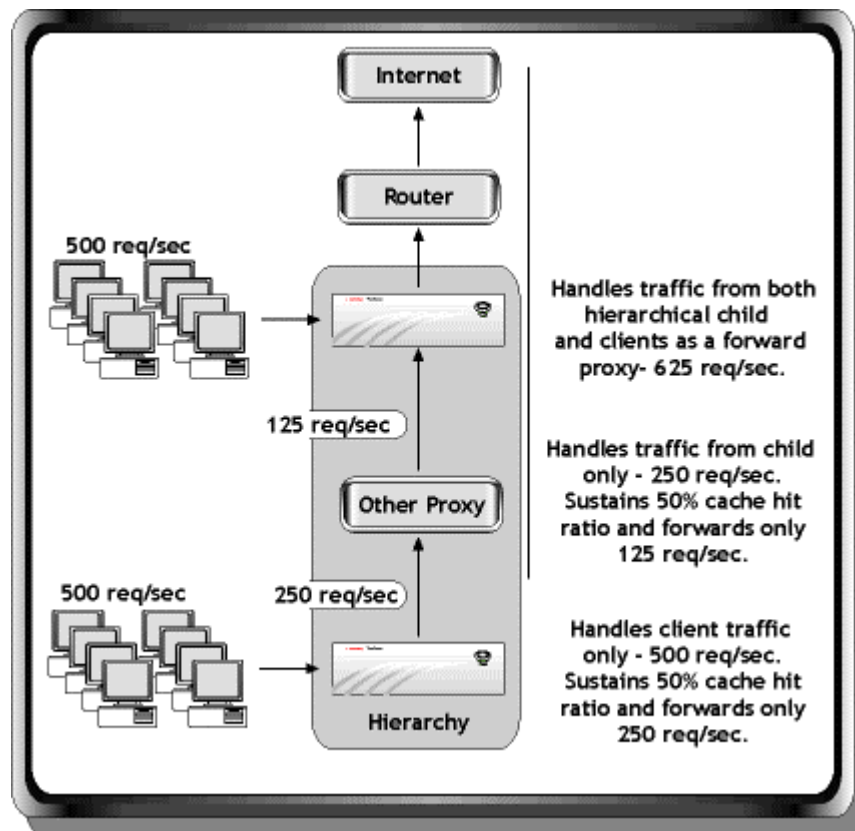 Internet
Router
500 req/sec
Handles traffic from both
hierarchical child
and clients as a forward
proxy- 625 req/sec.
125 req/sec
Handles traffic from child
only - 250 req/sec.
Sustains 50% cache hit
ratio and forwards only
125 req/sec.
Other Proxy
500 req/sec
250 req/sec
Handles client traffic
only - 500 req/sec.
Sustains 50% cache hit
ratio and forwards only
250 req/sec.
Hierarchy